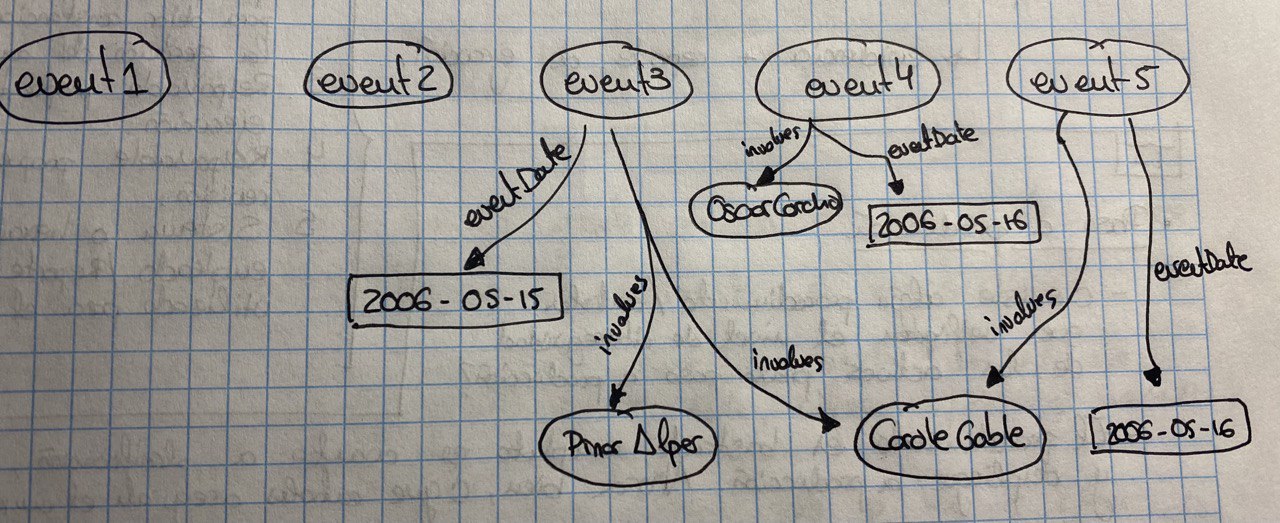 event1 event2 event3 event4 event5
involves eventDate
eventDate
Oscar Corcho
2006-05-16
eventDate
2006-05-15
involves involves
involves
Pinar Alper Carole Goble 2006-05-16